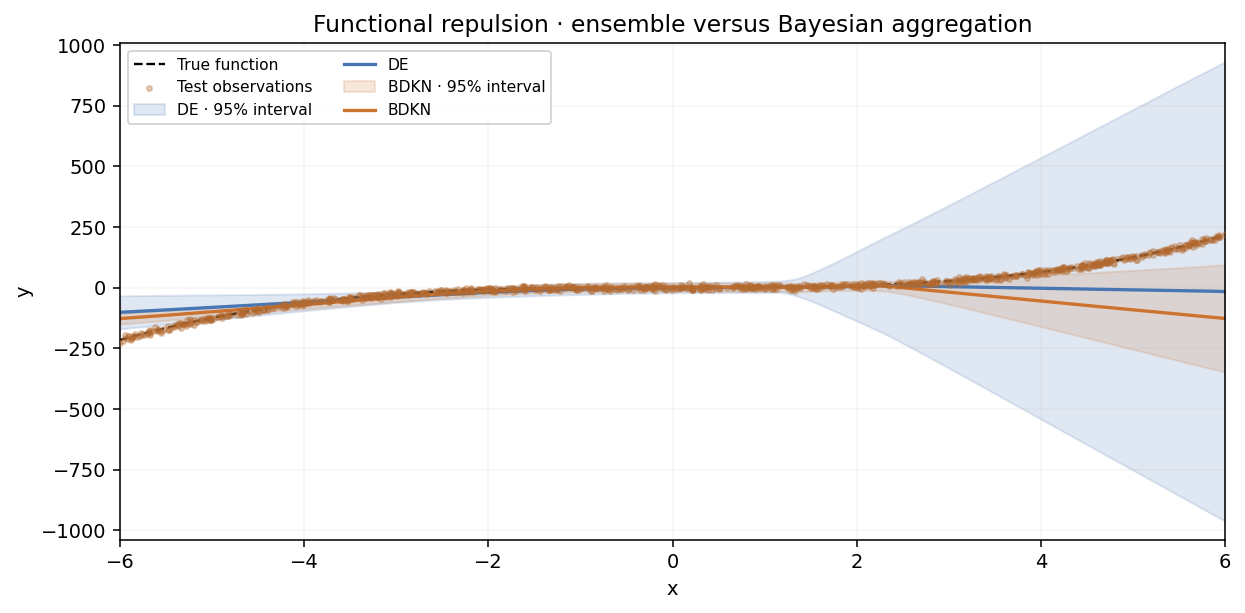 Functional repulsion · ensemble versus Bayesian aggregation
True function
Test observations
DE · 95% interval
DE
BDKN · 95% interval
BDKN
1000
750
500
250
0
−250
−500
−750
−1000
y
−6
−4
−2
0
2
4
6
x